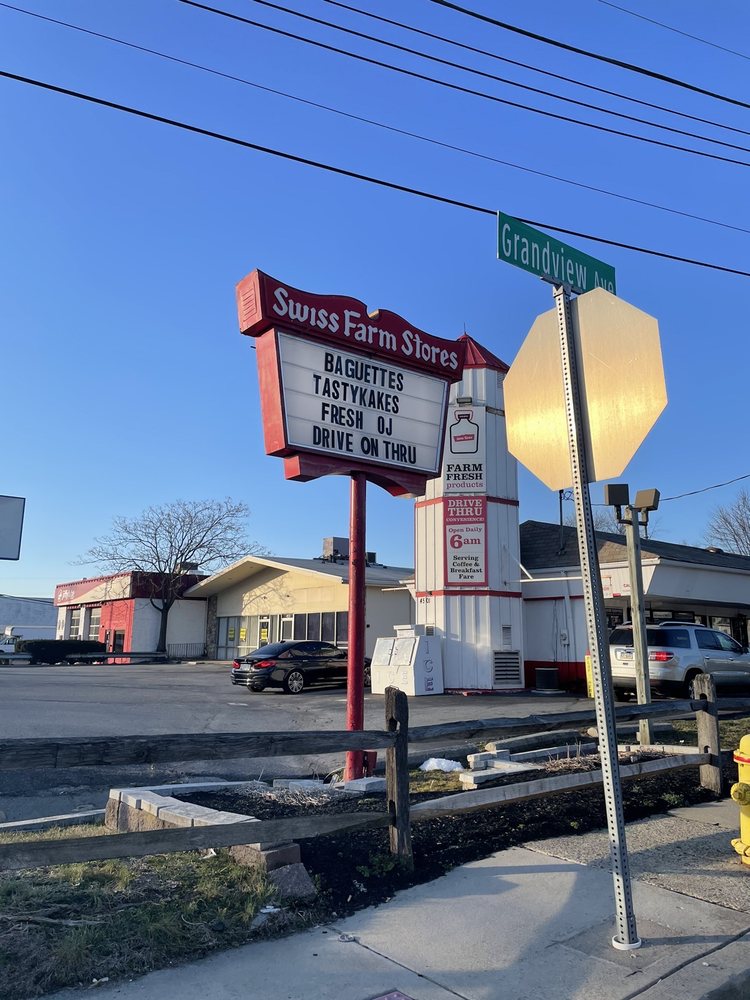 Grandview Ave
Swiss Farm Stores
BAGUETTES
TASTYKAKES
FRESH OJ
DRIVE ON THRU
FARM
FRESH
products
DRIVE
THRU
CONVENIENCE!
Open Daily
6am
Serving
Coffee &
Breakfast
Fare
ICE